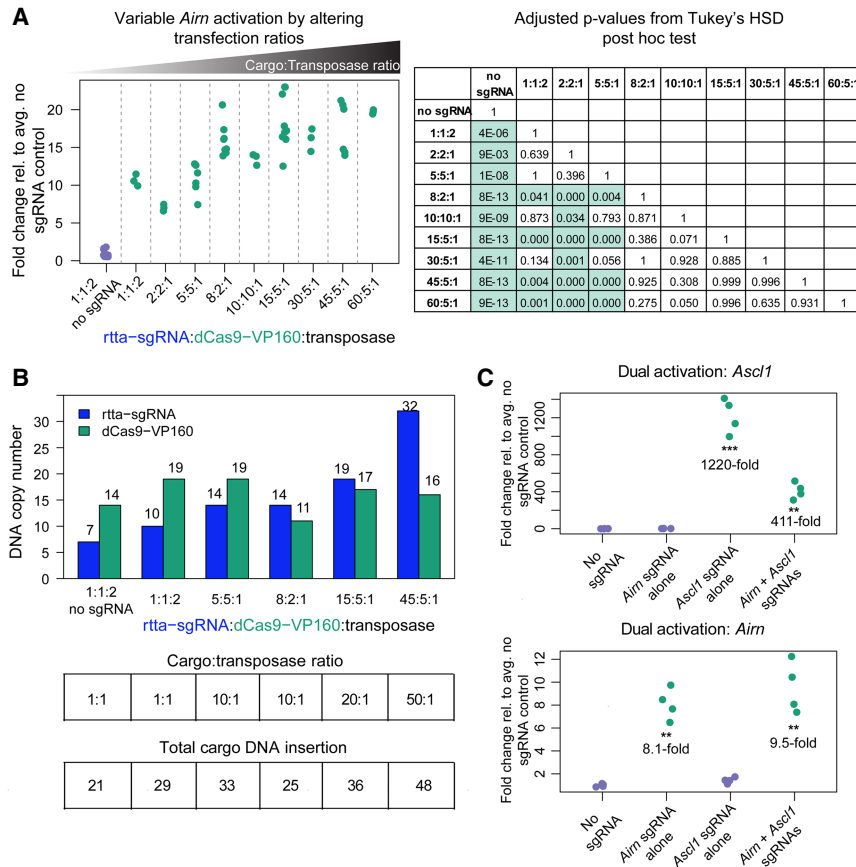 A
Variable Airn activation by altering
transfection ratios
Cargo:Transposase ratio
Fold change rel. to avg. no
sgRNA control
20
15
10
5
0
1:1:2
no sgRNA
1:1:2
2:2:1
5:5:1
8:2:1
10:10:1
15:5:1
30:5:1
45:5:1
60:5:1
rtta−sgRNA:dCas9−VP160:transposase
Adjusted p-values from Tukey's HSD
post hoc test
no sgRNA 1:1:2 2:2:1 5:5:1 8:2:1 10:10:1 15:5:1 30:5:1 45:5:1 60:5:1
no sgRNA 1
1:1:2 4E-06 1
2:2:1 9E-03 0.639 1
5:5:1 1E-08 1 0.396 1
8:2:1 8E-13 0.041 0.000 0.004 1
10:10:1 9E-09 0.873 0.034 0.793 0.871 1
15:5:1 8E-13 0.000 0.000 0.000 0.386 0.071 1
30:5:1 4E-11 0.134 0.001 0.056 1 0.928 0.885 1
45:5:1 8E-13 0.004 0.000 0.000 0.925 0.308 0.999 0.996 1
60:5:1 9E-13 0.001 0.000 0.000 0.275 0.050 0.996 0.635 0.931 1
B
DNA copy number
30
25
20
15
10
5
0
rtta−sgRNA
dCas9−VP160
7 14 10 19 14 19 14 11 19 17 32 16
1:1:2
no sgRNA
1:1:2 5:5:1 8:2:1 15:5:1 45:5:1
rtta−sgRNA:dCas9−VP160:transposase
Cargo:transposase ratio
1:1 1:1 10:1 10:1 20:1 50:1
Total cargo DNA insertion
21 29 33 25 36 48
C
Dual activation: Ascl1
Fold change rel. to avg. no
sgRNA control
1200
800
400
0
***
1220-fold
**
411-fold
No
sgRNA
Airn sgRNA
alone
Ascl1 sgRNA
alone
Airn + Ascl1
sgRNAs
Dual activation: Airn
Fold change rel. to avg. no
sgRNA control
12
10
8
6
4
2
**
8.1-fold
**
9.5-fold
No
sgRNA
Airn sgRNA
alone
Ascl1 sgRNA
alone
Airn + Ascl1
sgRNAs